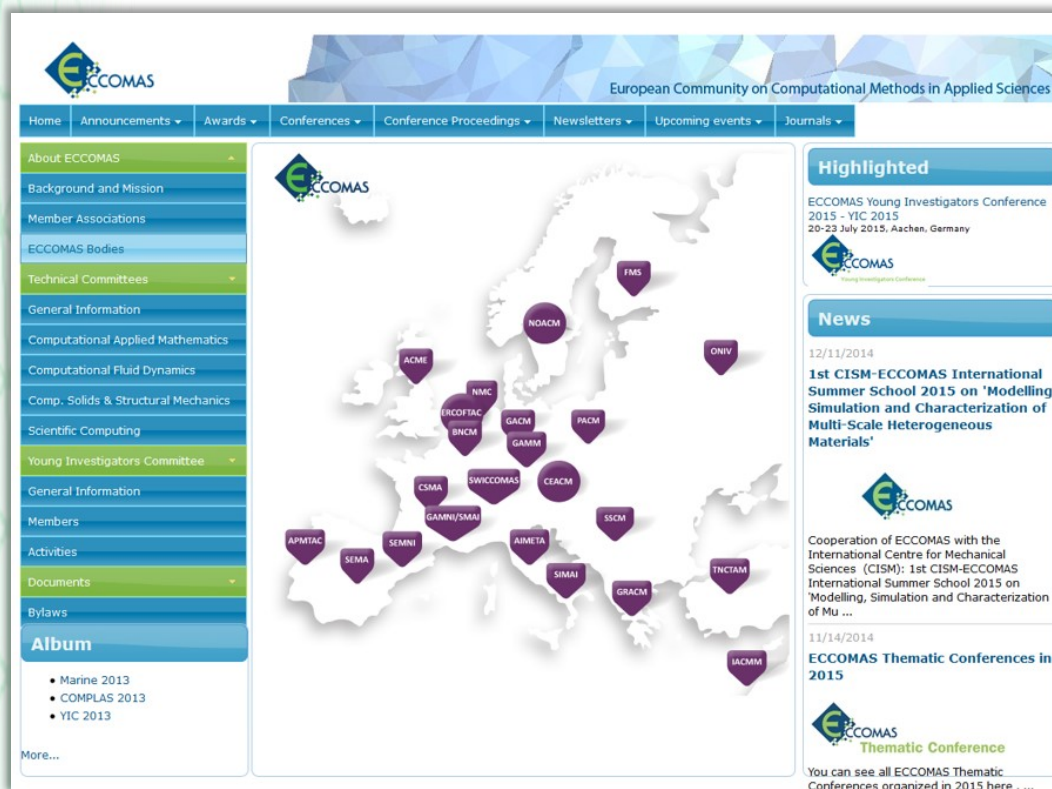 ECCOMAS
European Community on Computational Methods in Applied Sciences
Home Announcements Awards Conferences Conference Proceedings Newsletters Upcoming events Journals
About ECCOMAS
Background and Mission
Member Associations
ECCOMAS Bodies
Technical Committees
General Information
Computational Applied Mathematics
Computational Fluid Dynamics
Comp. Solids & Structural Mechanics
Scientific Computing
Young Investigators Committee
General Information
Members
Activities
Documents
Bylaws
Album
Marine 2013
COMPLAS 2013
YIC 2013
More...
ECCOMAS
FMS
NOACM
ONIV
ACME
NMC
ERCOFTAC
GACM
PACM
BNCM
GAMM
SWICCOMAS
CEACM
CSMA
GAMNI/SMAI
SSCM
APMTAC
SEMNI
AIMETA
SEMA
SIMAI
TNCTAM
GRACM
IACMM
Highlighted
ECCOMAS Young Investigators Conference
2015 - YIC 2015
20-23 July 2015, Aachen, Germany
ECCOMAS
Young Investigators Conference
News
12/11/2014
1st CISM-ECCOMAS International
Summer School 2015 on 'Modelling
Simulation and Characterization of
Multi-Scale Heterogeneous
Materials'
ECCOMAS
Cooperation of ECCOMAS with the
International Centre for Mechanical
Sciences (CISM): 1st CISM-ECCOMAS
International Summer School 2015 on
'Modelling, Simulation and Characterization
of Mu ...
11/14/2014
ECCOMAS Thematic Conferences in
2015
ECCOMAS
Thematic Conference
You can see all ECCOMAS Thematic
Conferences organized in 2015 here . ...